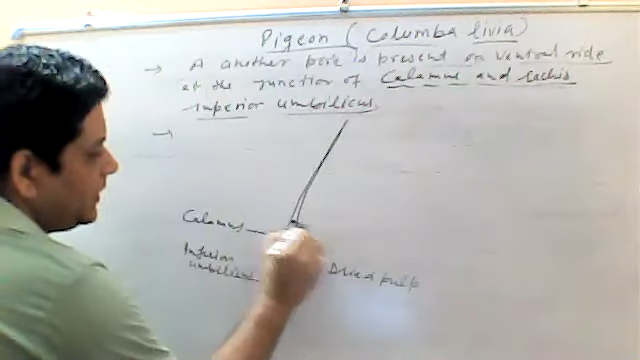 Pigeon (Columba livia)
→ A another pore is present on ventral side
at the junction of Calamus and rachis
superior umbilicus.
→
Calamus
Inferior
umbilicus
Dried pulp